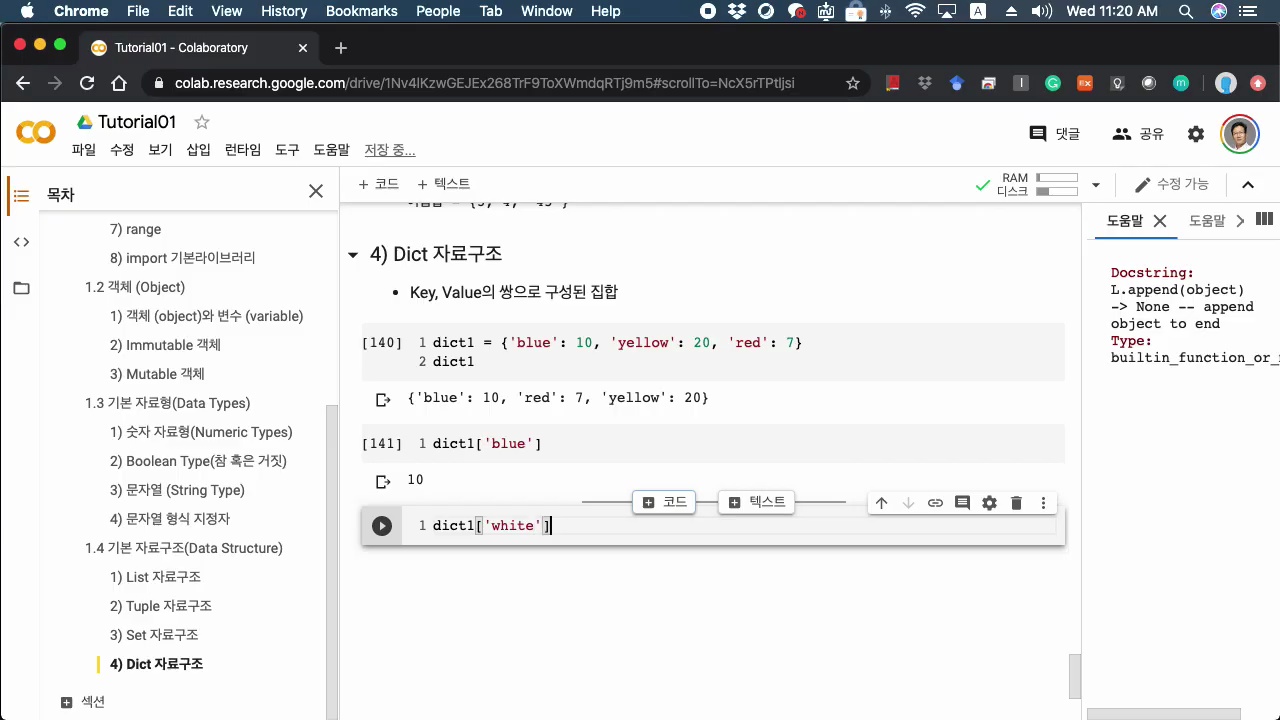 Chrome File Edit View History Bookmarks People Tab Window Help A Wed 11:20 AM
Tutorial01 - Colaboratory
colab.research.google.com/drive/1Nv4lKzwGEJEx268TrF9ToXWmdqRTj9m5#scrollTo=NcX5rTPtljsi
Tutorial01
댓글 공유
파일 수정 보기 삽입 런타임 도구 도움말 저장 중...
목차
+ 코드 + 텍스트
RAM
디스크
수정 가능
7) range
8) import 기본라이브러리
1.2 객체 (Object)
1) 객체 (object)와 변수 (variable)
2) Immutable 객체
3) Mutable 객체
1.3 기본 자료형(Data Types)
1) 숫자 자료형(Numeric Types)
2) Boolean Type(참 혹은 거짓)
3) 문자열 (String Type)
4) 문자열 형식 지정자
1.4 기본 자료구조(Data Structure)
1) List 자료구조
2) Tuple 자료구조
3) Set 자료구조
4) Dict 자료구조
섹션
4) Dict 자료구조
• Key, Value의 쌍으로 구성된 집합
[140] 1 dict1 = {'blue': 10, 'yellow': 20, 'red': 7}
2 dict1
{'blue': 10, 'red': 7, 'yellow': 20}
[141] 1 dict1['blue']
10
코드 텍스트
1 dict1['white']
도움말 도움말
Docstring:
L.append(object)
-> None -- append
object to end
Type:
builtin_function_or_